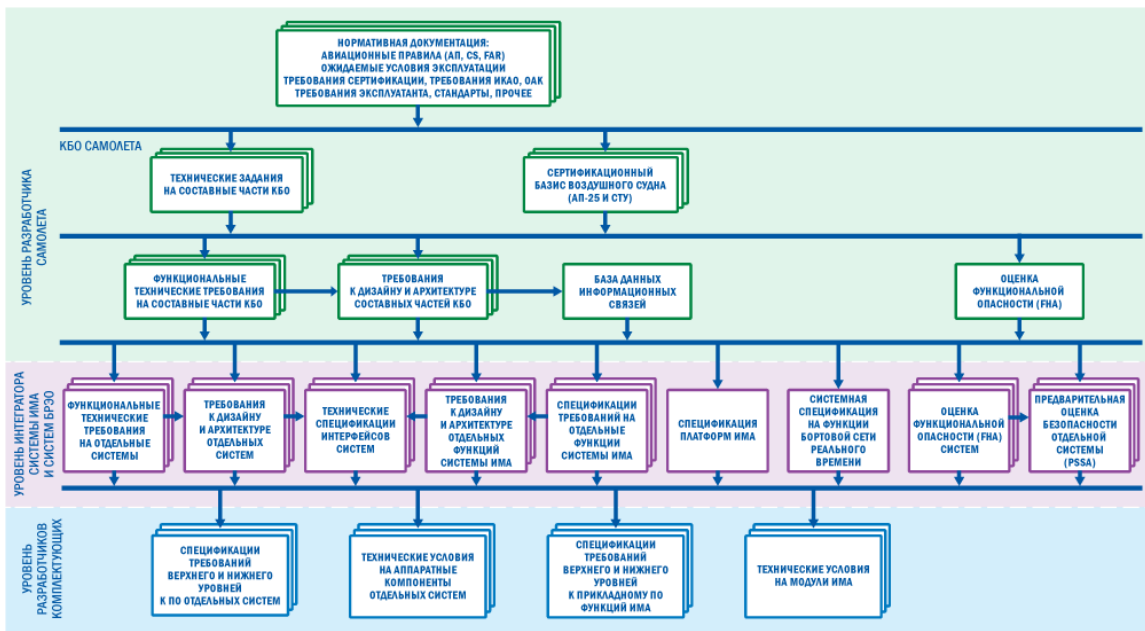 НОРМАТИВНАЯ ДОКУМЕНТАЦИЯ:
АВИАЦИОННЫЕ ПРАВИЛА (АП, CS, FAR)
ОЖИДАЕМЫЕ УСЛОВИЯ ЭКСПЛУАТАЦИИ
ТРЕБОВАНИЯ СЕРТИФИКАЦИИ, ТРЕБОВАНИЯ ИКАО, ОАК
ТРЕБОВАНИЯ ЭКСПЛУАТАНТА, СТАНДАРТЫ, ПРОЧЕЕ
УРОВЕНЬ РАЗРАБОТЧИКА
САМОЛЕТА
КБО САМОЛЕТА
ТЕХНИЧЕСКИЕ ЗАДАНИЯ
НА СОСТАВНЫЕ ЧАСТИ КБО
СЕРТИФИКАЦИОННЫЙ
БАЗИС ВОЗДУШНОГО СУДНА
(АП-25 И СТУ)
ФУНКЦИОНАЛЬНЫЕ
ТЕХНИЧЕСКИЕ ТРЕБОВАНИЯ
НА СОСТАВНЫЕ ЧАСТИ КБО
ТРЕБОВАНИЯ
К ДИЗАЙНУ И АРХИТЕКТУРЕ
СОСТАВНЫХ ЧАСТЕЙ КБО
БАЗА ДАННЫХ
ИНФОРМАЦИОННЫХ
СВЯЗЕЙ
ОЦЕНКА
ФУНКЦИОНАЛЬНОЙ
ОПАСНОСТИ (FHA)
УРОВЕНЬ ИНТЕГРАТОРА
СИСТЕМЫ ИМА
И СИСТЕМ БРЭО
ФУНКЦИОНАЛЬНЫЕ
ТЕХНИЧЕСКИЕ
ТРЕБОВАНИЯ
НА ОТДЕЛЬНЫЕ
СИСТЕМЫ
ТРЕБОВАНИЯ
К ДИЗАЙНУ
И АРХИТЕКТУРЕ
ОТДЕЛЬНЫХ
СИСТЕМ
ТЕХНИЧЕСКИЕ
СПЕЦИФИКАЦИИ
ИНТЕРФЕЙСОВ
СИСТЕМ
ТРЕБОВАНИЯ
К ДИЗАЙНУ
И АРХИТЕКТУРЕ
ОТДЕЛЬНЫХ
ФУНКЦИЙ
СИСТЕМЫ ИМА
СПЕЦИФИКАЦИИ
ТРЕБОВАНИЙ НА
ОТДЕЛЬНЫЕ
ФУНКЦИИ
СИСТЕМЫ ИМА
СПЕЦИФИКАЦИЯ
ПЛАТФОРМ ИМА
СИСТЕМНАЯ
СПЕЦИФИКАЦИЯ
НА ФУНКЦИИ
БОРТОВОЙ СЕТИ
РЕАЛЬНОГО
ВРЕМЕНИ
ОЦЕНКА
ФУНКЦИОНАЛЬНОЙ
ОПАСНОСТИ (FHA)
СИСТЕМ
ПРЕДВАРИТЕЛЬНАЯ
ОЦЕНКА
БЕЗОПАСНОСТИ
ОТДЕЛЬНОЙ
СИСТЕМЫ
(PSSA)
УРОВЕНЬ
РАЗРАБОТЧИКОВ
КОМПЛЕКТУЮЩИХ
СПЕЦИФИКАЦИИ
ТРЕБОВАНИЙ
ВЕРХНЕГО И НИЖНЕГО
УРОВНЕЙ
К ПО ОТДЕЛЬНЫХ СИСТЕМ
ТЕХНИЧЕСКИЕ УСЛОВИЯ
НА АППАРАТНЫЕ
КОМПОНЕНТЫ
ОТДЕЛЬНЫХ СИСТЕМ
СПЕЦИФИКАЦИИ
ТРЕБОВАНИЙ
ВЕРХНЕГО И НИЖНЕГО
УРОВНЕЙ
К ПРИКЛАДНОМУ ПО
ФУНКЦИЙ ИМА
ТЕХНИЧЕСКИЕ УСЛОВИЯ
НА МОДУЛИ ИМА